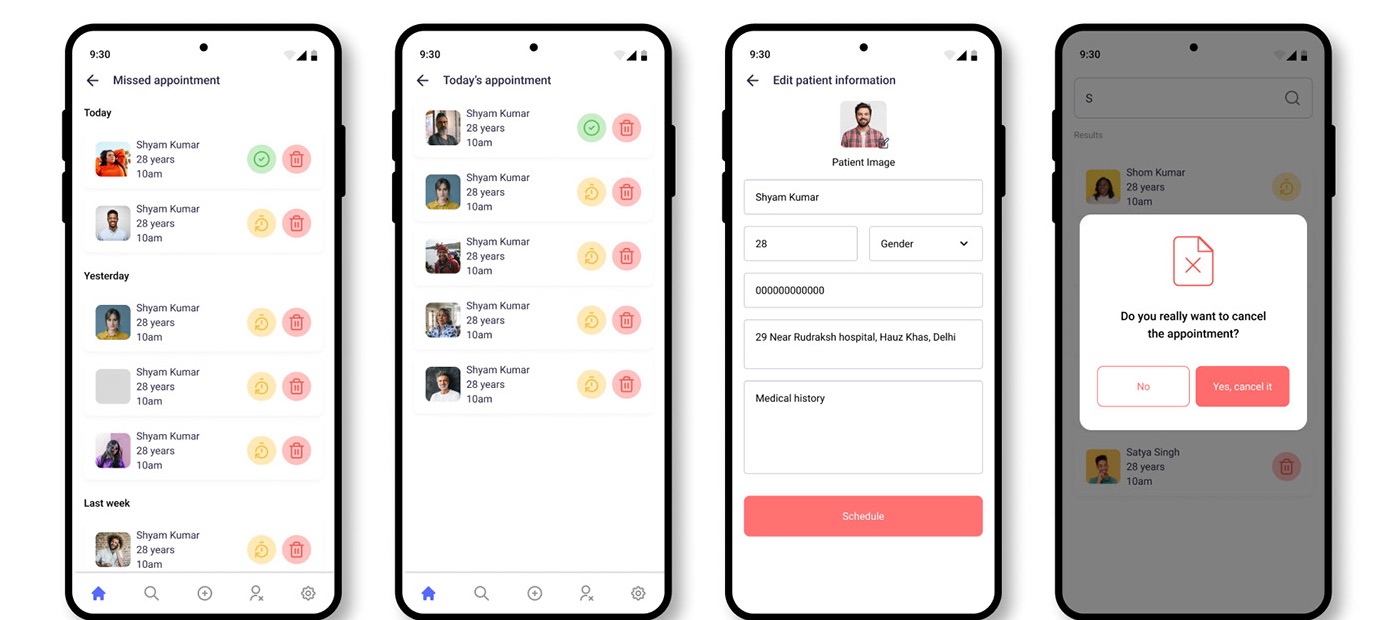 9:30
Missed appointment
Today
Shyam Kumar
28 years
10am
Shyam Kumar
28 years
10am
Yesterday
Shyam Kumar
28 years
10am
Shyam Kumar
28 years
10am
Shyam Kumar
28 years
10am
Last week
Shyam Kumar
28 years
10am
9:30
Today's appointment
Shyam Kumar
28 years
10am
Shyam Kumar
28 years
10am
Shyam Kumar
28 years
10am
Shyam Kumar
28 years
10am
Shyam Kumar
28 years
10am
9:30
Edit patient information
Patient Image
Shyam Kumar
28
Gender
000000000000
29 Near Rudraksh hospital, Hauz Khas, Delhi
Medical history
Schedule
9:30
S
Results
Shom Kumar
28 years
10am
Do you really want to cancel
the appointment?
No
Yes, cancel it
Satya Singh
28 years
10am